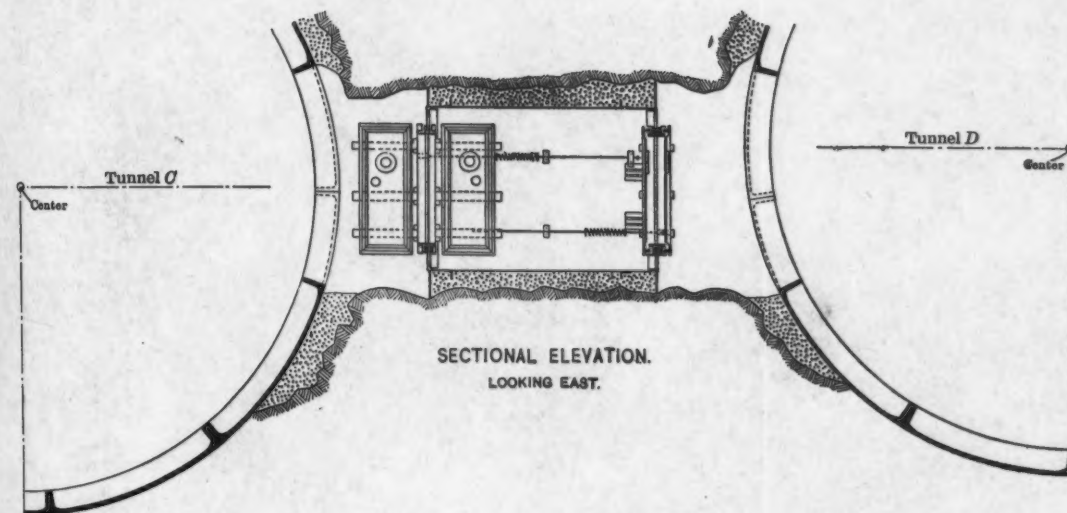 Tunnel C
Center
Tunnel D
Center
SECTIONAL ELEVATION.
LOOKING EAST.